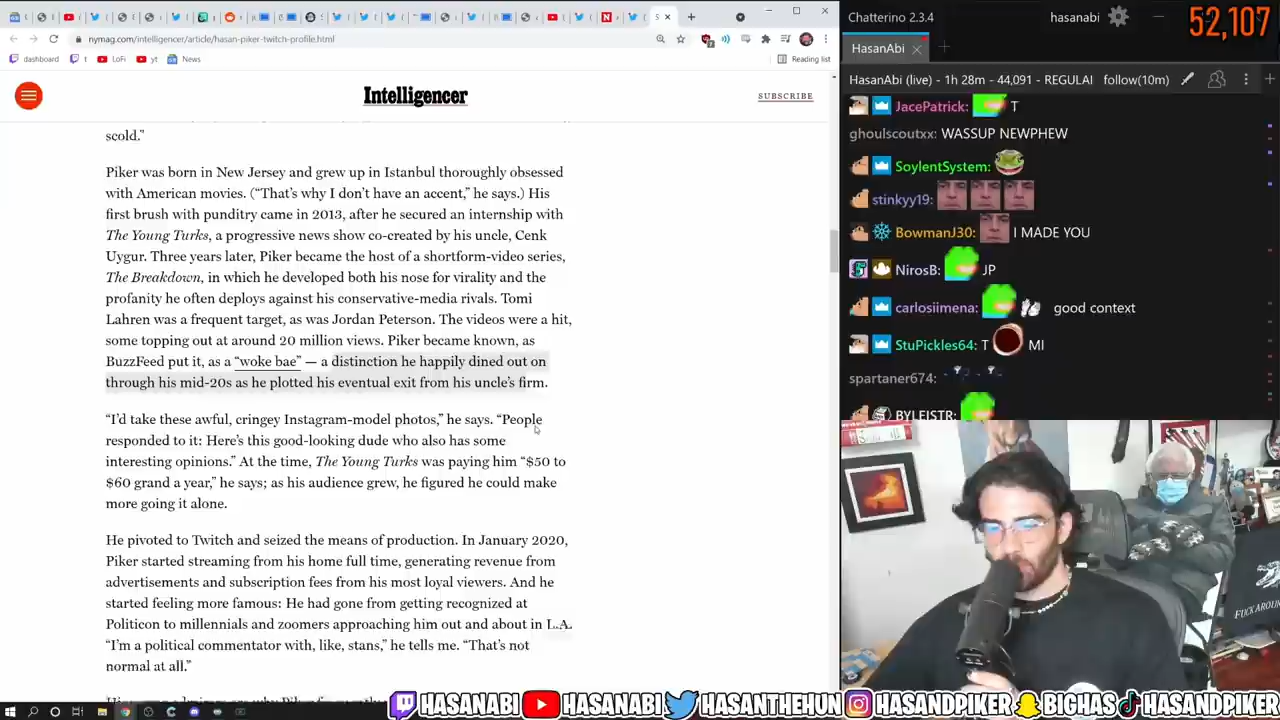 nymag.com/intelligencer/article/hasan-piker-twitch-profile.html
dashboard
LoFi
yt
News
Reading list
Intelligencer
SUBSCRIBE
scold.”
Piker was born in New Jersey and grew up in Istanbul thoroughly obsessed
with American movies. (“That’s why I don’t have an accent,” he says.) His
first brush with punditry came in 2013, after he secured an internship with
The Young Turks, a progressive news show co-created by his uncle, Cenk
Uygur. Three years later, Piker became the host of a shortform-video series,
The Breakdown, in which he developed both his nose for virality and the
profanity he often deploys against his conservative-media rivals. Tomi
Lahren was a frequent target, as was Jordan Peterson. The videos were a hit,
some topping out at around 20 million views. Piker became known, as
BuzzFeed put it, as a “woke bae” — a distinction he happily dined out on
through his mid-20s as he plotted his eventual exit from his uncle’s firm.
“I’d take these awful, cringey Instagram-model photos,” he says. “People
responded to it: Here’s this good-looking dude who also has some
interesting opinions.” At the time, The Young Turks was paying him “$50 to
$60 grand a year,” he says; as his audience grew, he figured he could make
more going it alone.
He pivoted to Twitch and seized the means of production. In January 2020,
Piker started streaming from his home full time, generating revenue from
advertisements and subscription fees from his most loyal viewers. And he
started feeling more famous: He had gone from getting recognized at
Politicon to millennials and zoomers approaching him out and about in L.A.
“I’m a political commentator with, like, stans,” he tells me. “That’s not
normal at all.”
Chatterino 2.3.4
hasanabi
52,107
HasanAbi
HasanAbi (live) - 1h 28m - 44,091 - REGULAI
follow(10m)
JacePatrick: T
ghoulscoutxx: WASSUP NEWPHEW
SoylentSystem:
stinkyy19:
BowmanJ30: I MADE YOU
NirosB: JP
carlosiimena: good context
StuPickles64: T MI
spartaner674:
BYLEISTR:
FUCK AROUN
HASANABI
HASANABI
HASANTHEHUN
HASANDPIKER
BIGHAS
HASANDPIKER